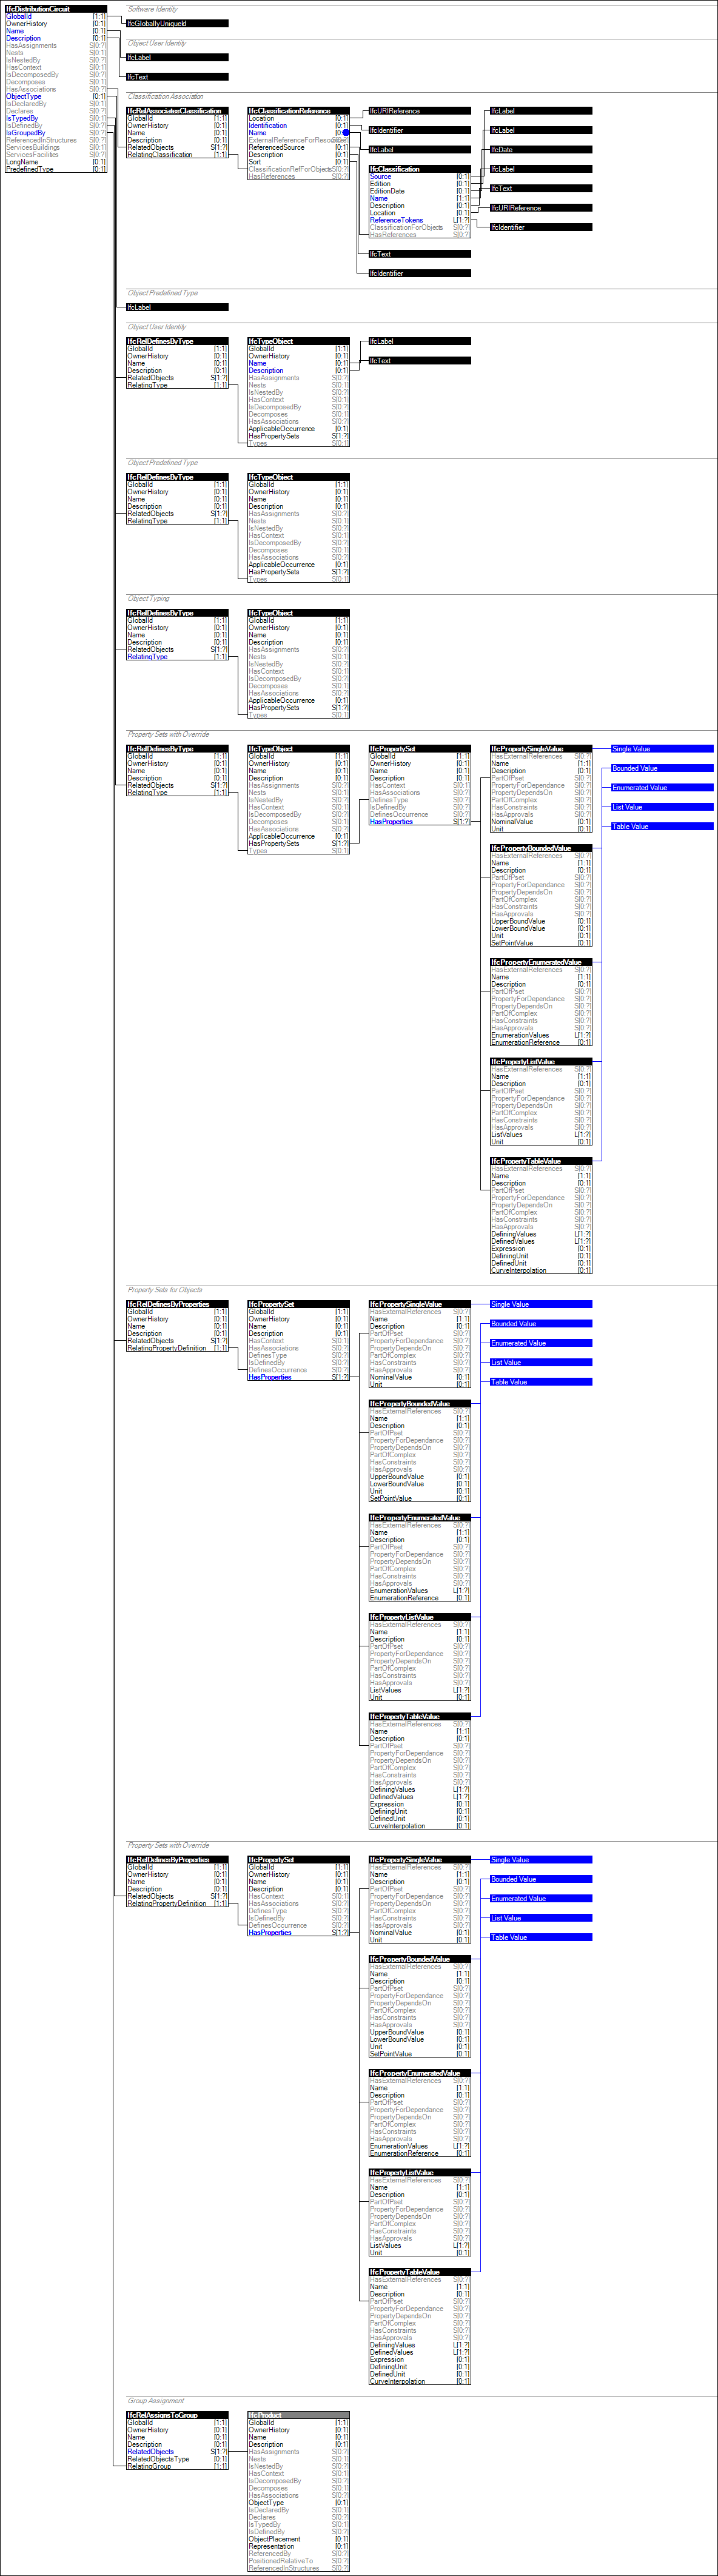 IfcDistributionCircuit
GlobalId [1:1]
OwnerHistory [0:1]
Name [0:1]
Description [0:1]
HasAssignments S[0:?]
Nests S[0:1]
IsNestedBy S[0:?]
HasContext S[0:1]
IsDecomposedBy S[0:?]
Decomposes S[0:1]
HasAssociations S[0:?]
ObjectType [0:1]
IsDeclaredBy S[0:1]
Declares S[0:?]
IsTypedBy S[0:1]
IsDefinedBy S[0:?]
IsGroupedBy S[0:?]
ReferencedInStructures S[0:?]
ServicesBuildings S[0:1]
ServicesFacilities S[0:?]
LongName [0:1]
PredefinedType [0:1]
Software Identity
IfcGloballyUniqueId
Object User Identity
IfcLabel
IfcText
Classification Association
IfcRelAssociatesClassification
GlobalId [1:1]
OwnerHistory [0:1]
Name [0:1]
Description [0:1]
RelatedObjects S[1:?]
RelatingClassification [1:1]
IfcClassificationReference
Location [0:1]
Identification [0:1]
Name
ReferencedSource [0:1]
Description [0:1]
Sort [0:1]
ClassificationRefForObjects
HasReferences S[0:?]
IfcURIReference
IfcIdentifier
IfcLabel
IfcClassification
Source [0:1]
Edition [0:1]
EditionDate [0:1]
Name [1:1]
Description [0:1]
Location [0:1]
ReferenceTokens L[1:?]
ClassificationForObjects S[0:?]
HasReferences S[0:?]
IfcText
IfcIdentifier
IfcLabel
IfcLabel
IfcDate
IfcLabel
IfcText
IfcURIReference
IfcIdentifier
Object Predefined Type
IfcLabel
Object User Identity
IfcRelDefinesByType
GlobalId [1:1]
OwnerHistory [0:1]
Name [0:1]
Description [0:1]
RelatedObjects S[1:?]
RelatingType [1:1]
IfcTypeObject
GlobalId [1:1]
OwnerHistory [0:1]
Name [0:1]
Description [0:1]
HasAssignments S[0:?]
Nests S[0:1]
IsNestedBy S[0:?]
HasContext S[0:1]
IsDecomposedBy S[0:?]
Decomposes S[0:1]
HasAssociations S[0:?]
ApplicableOccurrence [0:1]
HasPropertySets S[1:?]
Types S[0:1]
IfcLabel
IfcText
Object Predefined Type
IfcRelDefinesByType
GlobalId [1:1]
OwnerHistory [0:1]
Name [0:1]
Description [0:1]
RelatedObjects S[1:?]
RelatingType [1:1]
IfcTypeObject
GlobalId [1:1]
OwnerHistory [0:1]
Name [0:1]
Description [0:1]
HasAssignments S[0:?]
Nests S[0:1]
IsNestedBy S[0:?]
HasContext S[0:1]
IsDecomposedBy S[0:?]
Decomposes S[0:1]
HasAssociations S[0:?]
ApplicableOccurrence [0:1]
HasPropertySets S[1:?]
Types S[0:1]
Object Typing
IfcRelDefinesByType
GlobalId [1:1]
OwnerHistory [0:1]
Name [0:1]
Description [0:1]
RelatedObjects S[1:?]
RelatingType [1:1]
IfcTypeObject
GlobalId [1:1]
OwnerHistory [0:1]
Name [0:1]
Description [0:1]
HasAssignments S[0:?]
Nests S[0:1]
IsNestedBy S[0:?]
HasContext S[0:1]
IsDecomposedBy S[0:?]
Decomposes S[0:1]
HasAssociations S[0:?]
ApplicableOccurrence [0:1]
HasPropertySets S[1:?]
Types S[0:1]
Property Sets with Override
IfcRelDefinesByType
GlobalId [1:1]
OwnerHistory [0:1]
Name [0:1]
Description [0:1]
RelatedObjects S[1:?]
RelatingType [1:1]
IfcTypeObject
GlobalId [1:1]
OwnerHistory [0:1]
Name [0:1]
Description [0:1]
HasAssignments S[0:?]
Nests S[0:1]
IsNestedBy S[0:?]
HasContext S[0:1]
IsDecomposedBy S[0:?]
Decomposes S[0:1]
HasAssociations S[0:?]
ApplicableOccurrence [0:1]
HasPropertySets S[1:?]
Types S[0:1]
IfcPropertySet
GlobalId [1:1]
OwnerHistory [0:1]
Name [0:1]
Description [0:1]
HasContext S[0:1]
HasAssociations S[0:?]
DefinesType S[0:?]
IsDefinedBy S[0:?]
DefinesOccurrence S[0:?]
HasProperties S[1:?]
IfcPropertySingleValue
HasExternalReferences S[0:?]
Name [1:1]
Description [0:1]
PartOfPset S[0:?]
PropertyForDependance S[0:?]
PropertyDependsOn S[0:?]
PartOfComplex S[0:?]
HasConstraints S[0:?]
HasApprovals S[0:?]
NominalValue [0:1]
Unit [0:1]
IfcPropertyBoundedValue
HasExternalReferences S[0:?]
Name [1:1]
Description [0:1]
PartOfPset S[0:?]
PropertyForDependance S[0:?]
PropertyDependsOn S[0:?]
PartOfComplex S[0:?]
HasConstraints S[0:?]
HasApprovals S[0:?]
UpperBoundValue [0:1]
LowerBoundValue [0:1]
Unit [0:1]
SetPointValue [0:1]
IfcPropertyEnumeratedValue
HasExternalReferences S[0:?]
Name [1:1]
Description [0:1]
PartOfPset S[0:?]
PropertyForDependance S[0:?]
PropertyDependsOn S[0:?]
PartOfComplex S[0:?]
HasConstraints S[0:?]
HasApprovals S[0:?]
EnumerationValues L[1:?]
EnumerationReference [0:1]
IfcPropertyListValue
HasExternalReferences S[0:?]
Name [1:1]
Description [0:1]
PartOfPset S[0:?]
PropertyForDependance S[0:?]
PropertyDependsOn S[0:?]
PartOfComplex S[0:?]
HasConstraints S[0:?]
HasApprovals S[0:?]
ListValues L[1:?]
Unit [0:1]
IfcPropertyTableValue
HasExternalReferences S[0:?]
Name [1:1]
Description [0:1]
PartOfPset S[0:?]
PropertyForDependance S[0:?]
PropertyDependsOn S[0:?]
PartOfComplex S[0:?]
HasConstraints S[0:?]
HasApprovals S[0:?]
DefiningValues L[1:?]
DefinedValues L[1:?]
Expression [0:1]
DefiningUnit [0:1]
DefinedUnit [0:1]
CurveInterpolation [0:1]
Single Value
Bounded Value
Enumerated Value
List Value
Table Value
Property Sets for Objects
IfcRelDefinesByProperties
GlobalId [1:1]
OwnerHistory [0:1]
Name [0:1]
Description [0:1]
RelatedObjects S[1:?]
RelatingPropertyDefinition [1:1]
IfcPropertySet
GlobalId [1:1]
OwnerHistory [0:1]
Name [0:1]
Description [0:1]
HasContext S[0:1]
HasAssociations S[0:?]
DefinesType S[0:?]
IsDefinedBy S[0:?]
DefinesOccurrence S[0:?]
HasProperties S[1:?]
IfcPropertySingleValue
HasExternalReferences S[0:?]
Name [1:1]
Description [0:1]
PartOfPset S[0:?]
PropertyForDependance S[0:?]
PropertyDependsOn S[0:?]
PartOfComplex S[0:?]
HasConstraints S[0:?]
HasApprovals S[0:?]
NominalValue [0:1]
Unit [0:1]
IfcPropertyBoundedValue
HasExternalReferences S[0:?]
Name [1:1]
Description [0:1]
PartOfPset S[0:?]
PropertyForDependance S[0:?]
PropertyDependsOn S[0:?]
PartOfComplex S[0:?]
HasConstraints S[0:?]
HasApprovals S[0:?]
UpperBoundValue [0:1]
LowerBoundValue [0:1]
Unit [0:1]
SetPointValue [0:1]
IfcPropertyEnumeratedValue
HasExternalReferences S[0:?]
Name [1:1]
Description [0:1]
PartOfPset S[0:?]
PropertyForDependance S[0:?]
PropertyDependsOn S[0:?]
PartOfComplex S[0:?]
HasConstraints S[0:?]
HasApprovals S[0:?]
EnumerationValues L[1:?]
EnumerationReference [0:1]
IfcPropertyListValue
HasExternalReferences S[0:?]
Name [1:1]
Description [0:1]
PartOfPset S[0:?]
PropertyForDependance S[0:?]
PropertyDependsOn S[0:?]
PartOfComplex S[0:?]
HasConstraints S[0:?]
HasApprovals S[0:?]
ListValues L[1:?]
Unit [0:1]
IfcPropertyTableValue
HasExternalReferences S[0:?]
Name [1:1]
Description [0:1]
PartOfPset S[0:?]
PropertyForDependance S[0:?]
PropertyDependsOn S[0:?]
PartOfComplex S[0:?]
HasConstraints S[0:?]
HasApprovals S[0:?]
DefiningValues L[1:?]
DefinedValues L[1:?]
Expression [0:1]
DefiningUnit [0:1]
DefinedUnit [0:1]
CurveInterpolation [0:1]
Single Value
Bounded Value
Enumerated Value
List Value
Table Value
Property Sets with Override
IfcRelDefinesByProperties
GlobalId [1:1]
OwnerHistory [0:1]
Name [0:1]
Description [0:1]
RelatedObjects S[1:?]
RelatingPropertyDefinition [1:1]
IfcPropertySet
GlobalId [1:1]
OwnerHistory [0:1]
Name [0:1]
Description [0:1]
HasContext S[0:1]
HasAssociations S[0:?]
DefinesType S[0:?]
IsDefinedBy S[0:?]
DefinesOccurrence S[0:?]
HasProperties S[1:?]
IfcPropertySingleValue
HasExternalReferences S[0:?]
Name [1:1]
Description [0:1]
PartOfPset S[0:?]
PropertyForDependance S[0:?]
PropertyDependsOn S[0:?]
PartOfComplex S[0:?]
HasConstraints S[0:?]
HasApprovals S[0:?]
NominalValue [0:1]
Unit [0:1]
IfcPropertyBoundedValue
HasExternalReferences S[0:?]
Name [1:1]
Description [0:1]
PartOfPset S[0:?]
PropertyForDependance S[0:?]
PropertyDependsOn S[0:?]
PartOfComplex S[0:?]
HasConstraints S[0:?]
HasApprovals S[0:?]
UpperBoundValue [0:1]
LowerBoundValue [0:1]
Unit [0:1]
SetPointValue [0:1]
IfcPropertyEnumeratedValue
HasExternalReferences S[0:?]
Name [1:1]
Description [0:1]
PartOfPset S[0:?]
PropertyForDependance S[0:?]
PropertyDependsOn S[0:?]
PartOfComplex S[0:?]
HasConstraints S[0:?]
HasApprovals S[0:?]
EnumerationValues L[1:?]
EnumerationReference [0:1]
IfcPropertyListValue
HasExternalReferences S[0:?]
Name [1:1]
Description [0:1]
PartOfPset S[0:?]
PropertyForDependance S[0:?]
PropertyDependsOn S[0:?]
PartOfComplex S[0:?]
HasConstraints S[0:?]
HasApprovals S[0:?]
ListValues L[1:?]
Unit [0:1]
IfcPropertyTableValue
HasExternalReferences S[0:?]
Name [1:1]
Description [0:1]
PartOfPset S[0:?]
PropertyForDependance S[0:?]
PropertyDependsOn S[0:?]
PartOfComplex S[0:?]
HasConstraints S[0:?]
HasApprovals S[0:?]
DefiningValues L[1:?]
DefinedValues L[1:?]
Expression [0:1]
DefiningUnit [0:1]
DefinedUnit [0:1]
CurveInterpolation [0:1]
Single Value
Bounded Value
Enumerated Value
List Value
Table Value
Group Assignment
IfcRelAssignsToGroup
GlobalId [1:1]
OwnerHistory [0:1]
Name [0:1]
Description [0:1]
RelatedObjects S[1:?]
RelatedObjectsType [0:1]
RelatingGroup [1:1]
IfcProduct
GlobalId [1:1]
OwnerHistory [0:1]
Name [0:1]
Description [0:1]
HasAssignments S[0:?]
Nests S[0:1]
IsNestedBy S[0:?]
HasContext S[0:1]
IsDecomposedBy S[0:?]
Decomposes S[0:1]
HasAssociations S[0:?]
ObjectType [0:1]
IsDeclaredBy S[0:1]
Declares S[0:?]
IsTypedBy S[0:1]
IsDefinedBy S[0:?]
ObjectPlacement [0:1]
Representation [0:1]
ReferencedBy S[0:?]
PositionedRelativeTo S[0:?]
ReferencedInStructures S[0:?]